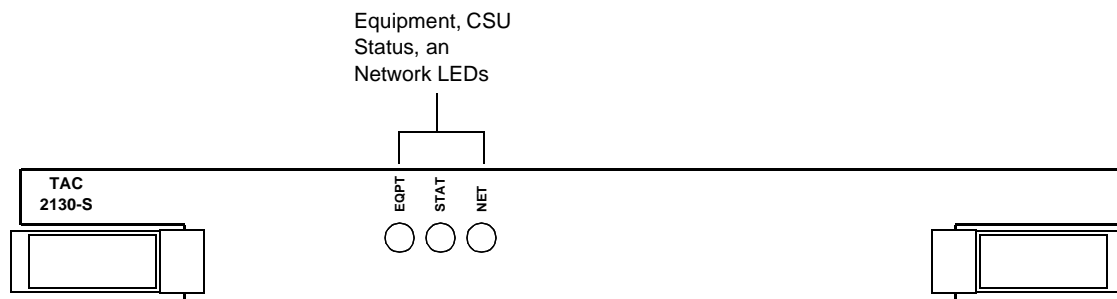 Equipment, CSU
Status, an
Network LEDs
TAC
2130-S
EQPT
STAT
NET